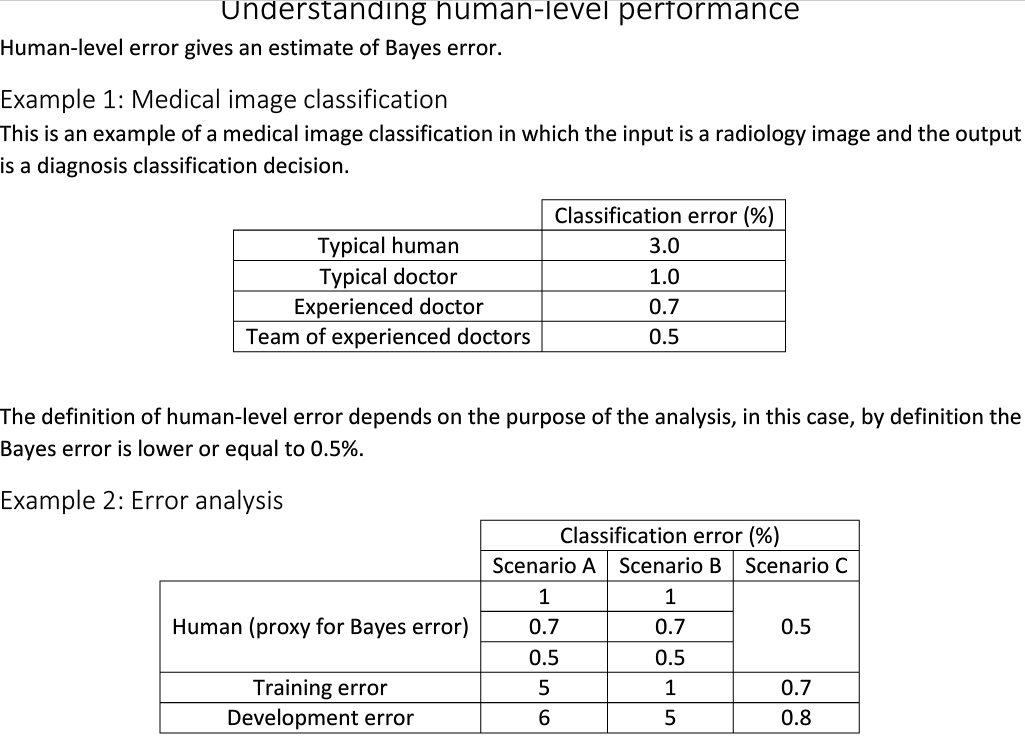 Understanding human-level performance
Human-level error gives an estimate of Bayes error.
Example 1: Medical image classification
This is an example of a medical image classification in which the input is a radiology image and the output
is a diagnosis classification decision.
Classification error (%)
Typical human 3.0
Typical doctor 1.0
Experienced doctor 0.7
Team of experienced doctors 0.5
The definition of human-level error depends on the purpose of the analysis, in this case, by definition the
Bayes error is lower or equal to 0.5%.
Example 2: Error analysis
Classification error (%)
Scenario A Scenario B Scenario C
1 1
Human (proxy for Bayes error) 0.7 0.7 0.5
0.5 0.5
Training error 5 1 0.7
Development error 6 5 0.8